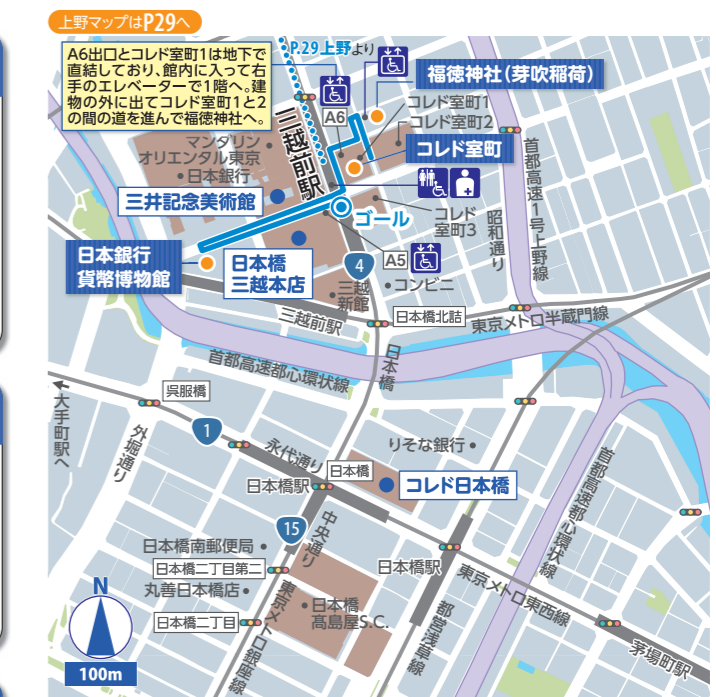 上野マップはP29へ
A6出口とコレド室町1は地下で
直結しており、館内に入って右
手のエレベーターで1階へ。建
物の外に出てコレド室町1と2
の間の道を進んで福徳神社へ。
P.29 上野より
福徳神社(芽吹稲荷)
A6
コレド室町1
コレド室町2
コレド室町
三越前駅
マンダリン
オリエンタル東京
日本銀行
三井記念美術館
ゴール
コレド
室町3
昭和通り
首都高速1号上野線
日本銀行
貨幣博物館
日本橋
三越本店
4
A5
コンビニ
三越
新館
三越前駅
日本橋北詰
東京メトロ半蔵門線
首都高速都心環状線
日本橋
呉服橋
大手町駅へ
外堀通り
1
永代通り
りそな銀行
日本橋
日本橋駅
コレド日本橋
首都高速都心環状線
15
中央通り
日本橋南郵便局
日本橋二丁目第二
丸善日本橋店
日本橋二丁目
東京メトロ銀座線
日本橋
髙島屋S.C.
日本橋駅
都営浅草線
東京メトロ東西線
茅場町駅
N
100m